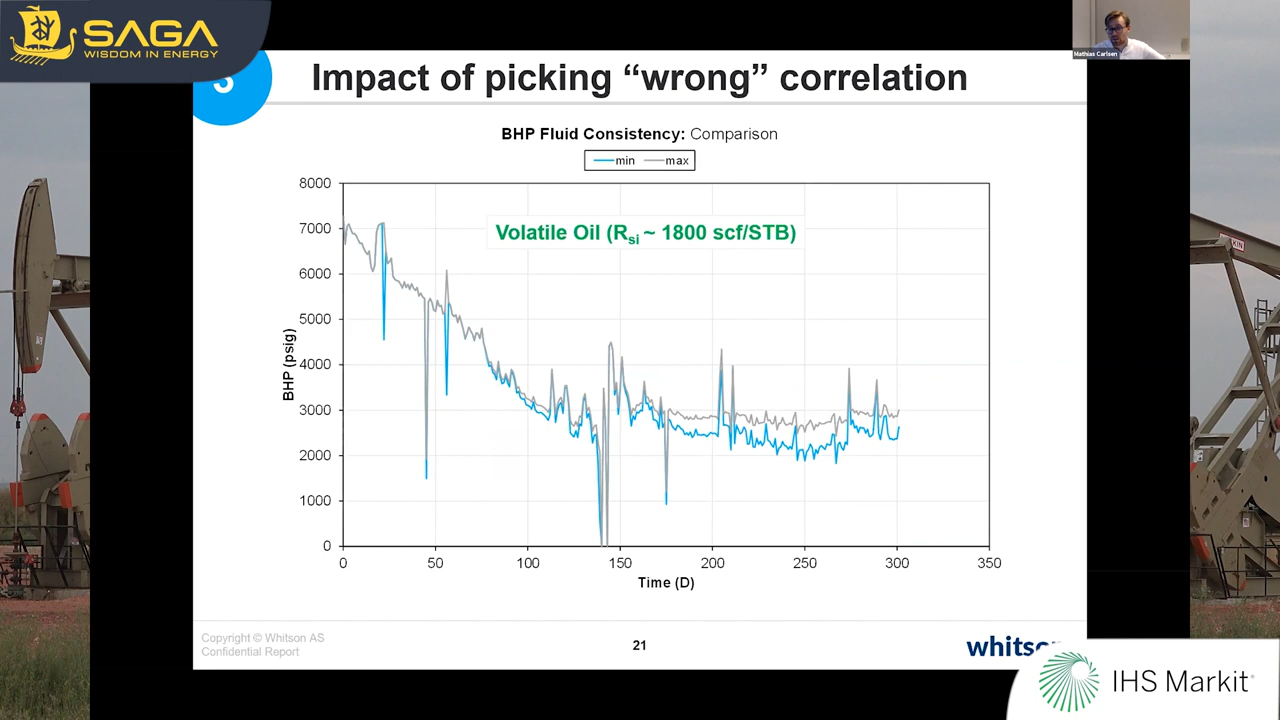 SAGA
WISDOM IN ENERGY
Mathias Carlsen
3
Impact of picking “wrong” correlation
BHP Fluid Consistency: Comparison
min max
8000
7000
6000
5000
4000
3000
2000
1000
0
BHP (psig)
Volatile Oil (Rsi ~ 1800 scf/STB)
0 50 100 150 200 250 300 350
Time (D)
Copyright © Whitson AS
Confidential Report
21
IHS Markit